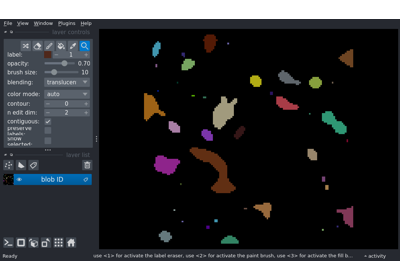 File View Window Plugins Help
layer controls
label: 1
opacity: 0.70
brush size: 10
blending: translucen
color mode: auto
contour: 0
n edit dim: 2
contiguous: ✓
preserve labels:
show selected:
layer list
blob ID
Ready
use <1> for activate the label eraser, use <2> for activate the paint brush, use <3> for activate the fill b...
activity